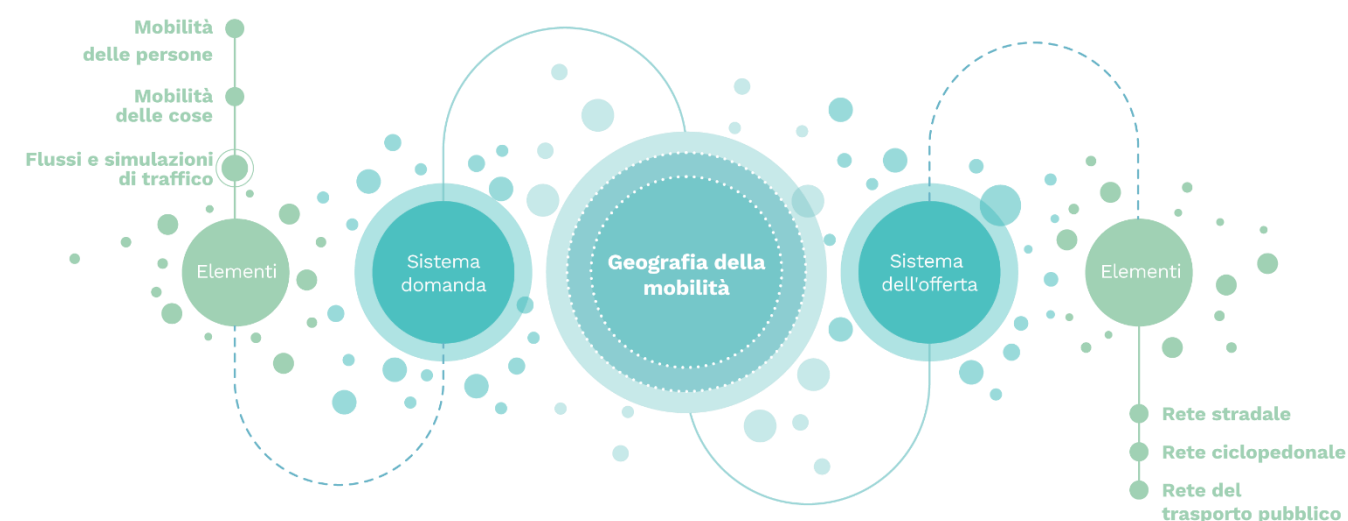 Mobilità
delle persone
Mobilità
delle cose
Flussi e simulazioni
di traffico
Elementi
Sistema
domanda
Geografia della
mobilità
Sistema
dell'offerta
Elementi
Rete stradale
Rete ciclopedonale
Rete del
trasporto pubblico